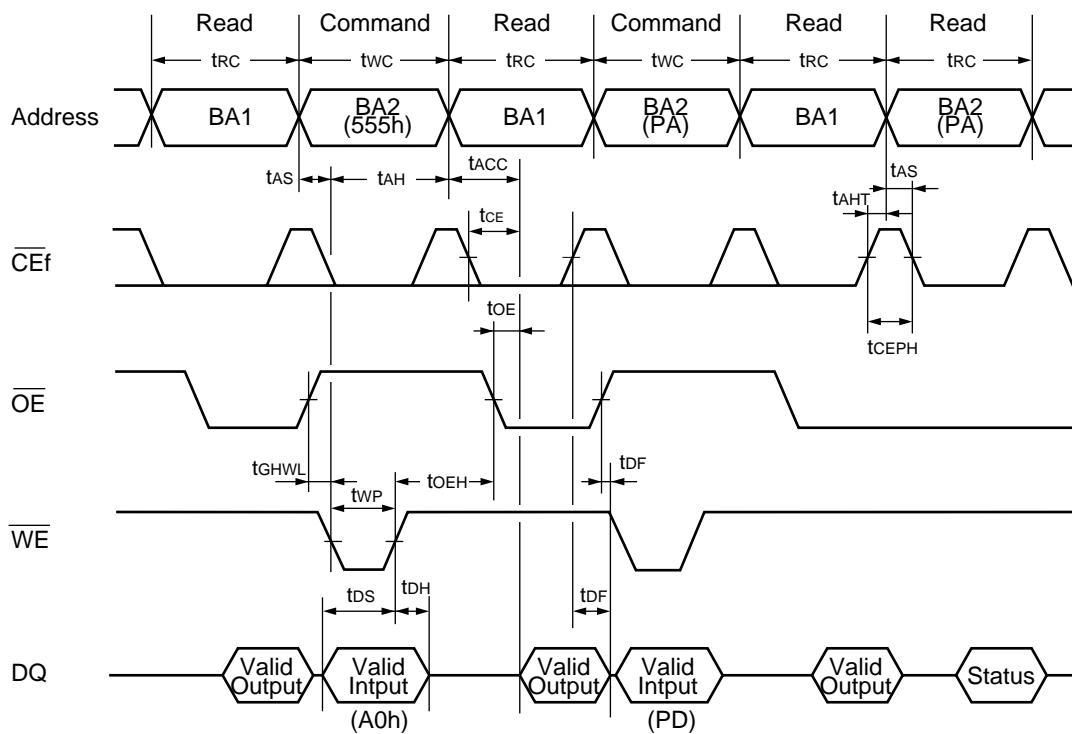 Read Command Read Command Read Read
tRC tWC tRC tWC tRC tRC
Address BA1 BA2 BA1 BA2 BA1 BA2
(555h) (PA) (PA)
tAS tAH tACC tAS
tAHT
tCE
CEf
tOE
tCEPH
OE
tDF
tGHWL tWP tOEH
WE
tDS tDH tDF
DQ Valid Valid Valid Valid Valid Status
Output Intput Output Intput Output
(A0h) (PD)